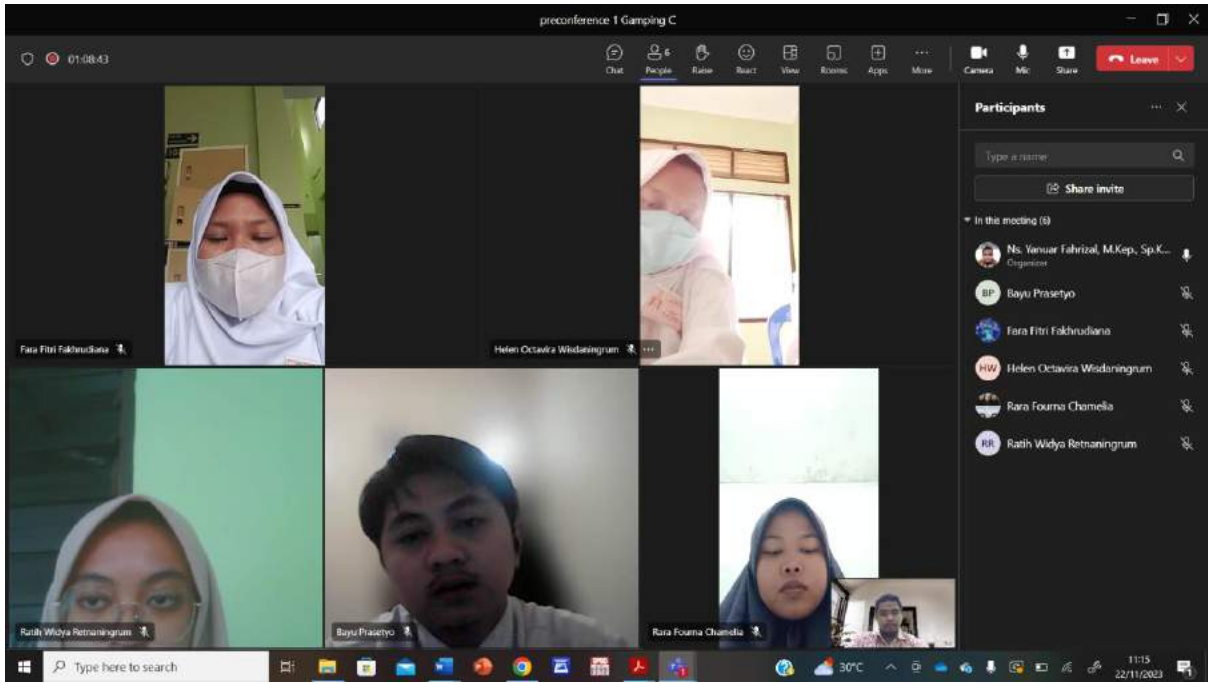 preconference 1 Gamping C
01:08:43
6
Chat
People
Raise
React
View
Rooms
Apps
More
Camera
Mic
Share
Leave
Participants
Type a name
Share invite
In this meeting (6)
Ns. Yanuar Fahrizal, M.Kep., Sp.K...
Organizer
BP
Bayu Prasetyo
Fara Fitri Fakhrudiana
HW
Helen Octavira Wisdaningrum
Rara Fourna Chamelia
RR
Ratih Widya Retnaningrum
Fara Fitri Fakhrudiana
Helen Octavira Wisdaningrum
Ratih Widya Retnaningrum
Bayu Prasetyo
Rara Fourna Chamelia
Type here to search
30°C
11:15
22/11/2023